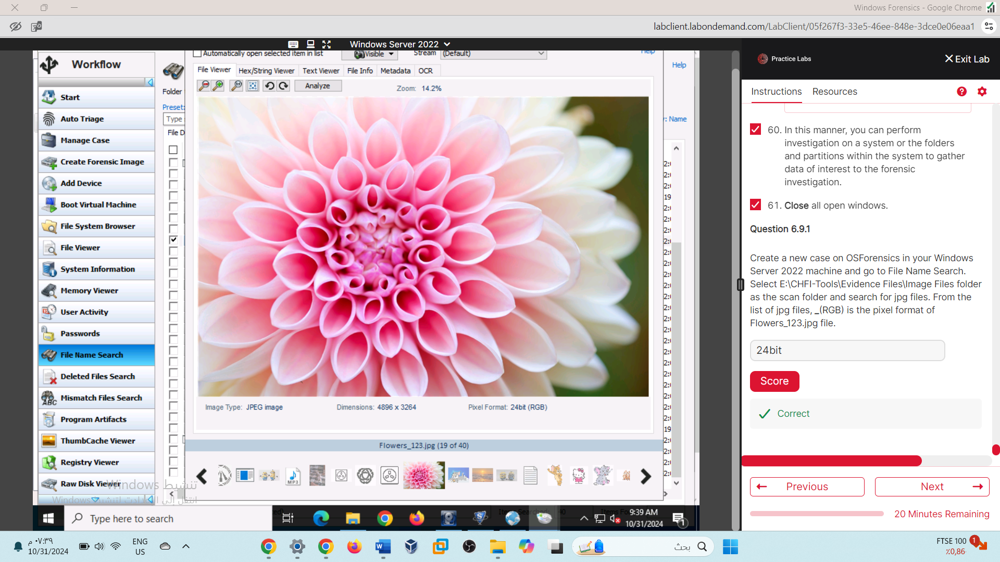 Windows Forensics - Google Chrome
labclient.labondemand.com/LabClient/05f267f3-33e5-46ee-848e-3dce0e06eaa1
Windows Server 2022
Workflow
Start
Auto Triage
Manage Case
Create Forensic Image
Add Device
Boot Virtual Machine
File System Browser
File Viewer
System Information
Memory Viewer
User Activity
Passwords
File Name Search
Deleted Files Search
Mismatch Files Search
Program Artifacts
ThumbCache Viewer
Registry Viewer
Raw Disk Viewer
Folder
Preset:
Type
File D
Automatically open selected item in list
Visible
Stream
(Default)
Help
File Viewer
Hex/String Viewer
Text Viewer
File Info
Metadata
OCR
Analyze
Zoom: 14.2%
Image Type: JPEG image
Dimensions: 4896 x 3264
Pixel Format: 24bit (RGB)
Flowers_123.jpg (19 of 40)
MP3
Help
: Name
تنشيط Windows
Type here to search
9:39 AM
10/31/2024
1
Practice Labs
Exit Lab
Instructions
Resources
60. In this manner, you can perform
investigation on a system or the folders
and partitions within the system to gather
data of interest to the forensic
investigation.
61. Close all open windows.
Question 6.9.1
Create a new case on OSForensics in your Windows
Server 2022 machine and go to File Name Search.
Select E:\CHFI-Tools\Evidence Files\Image Files folder
as the scan folder and search for jpg files. From the
list of jpg files, _(RGB) is the pixel format of
Flowers_123.jpg file.
24bit
Score
Correct
Previous
Next
20 Minutes Remaining
٠٧:٣٩ م
10/31/2024
ENG
US
بحث
FTSE 100
1
٪0,86-